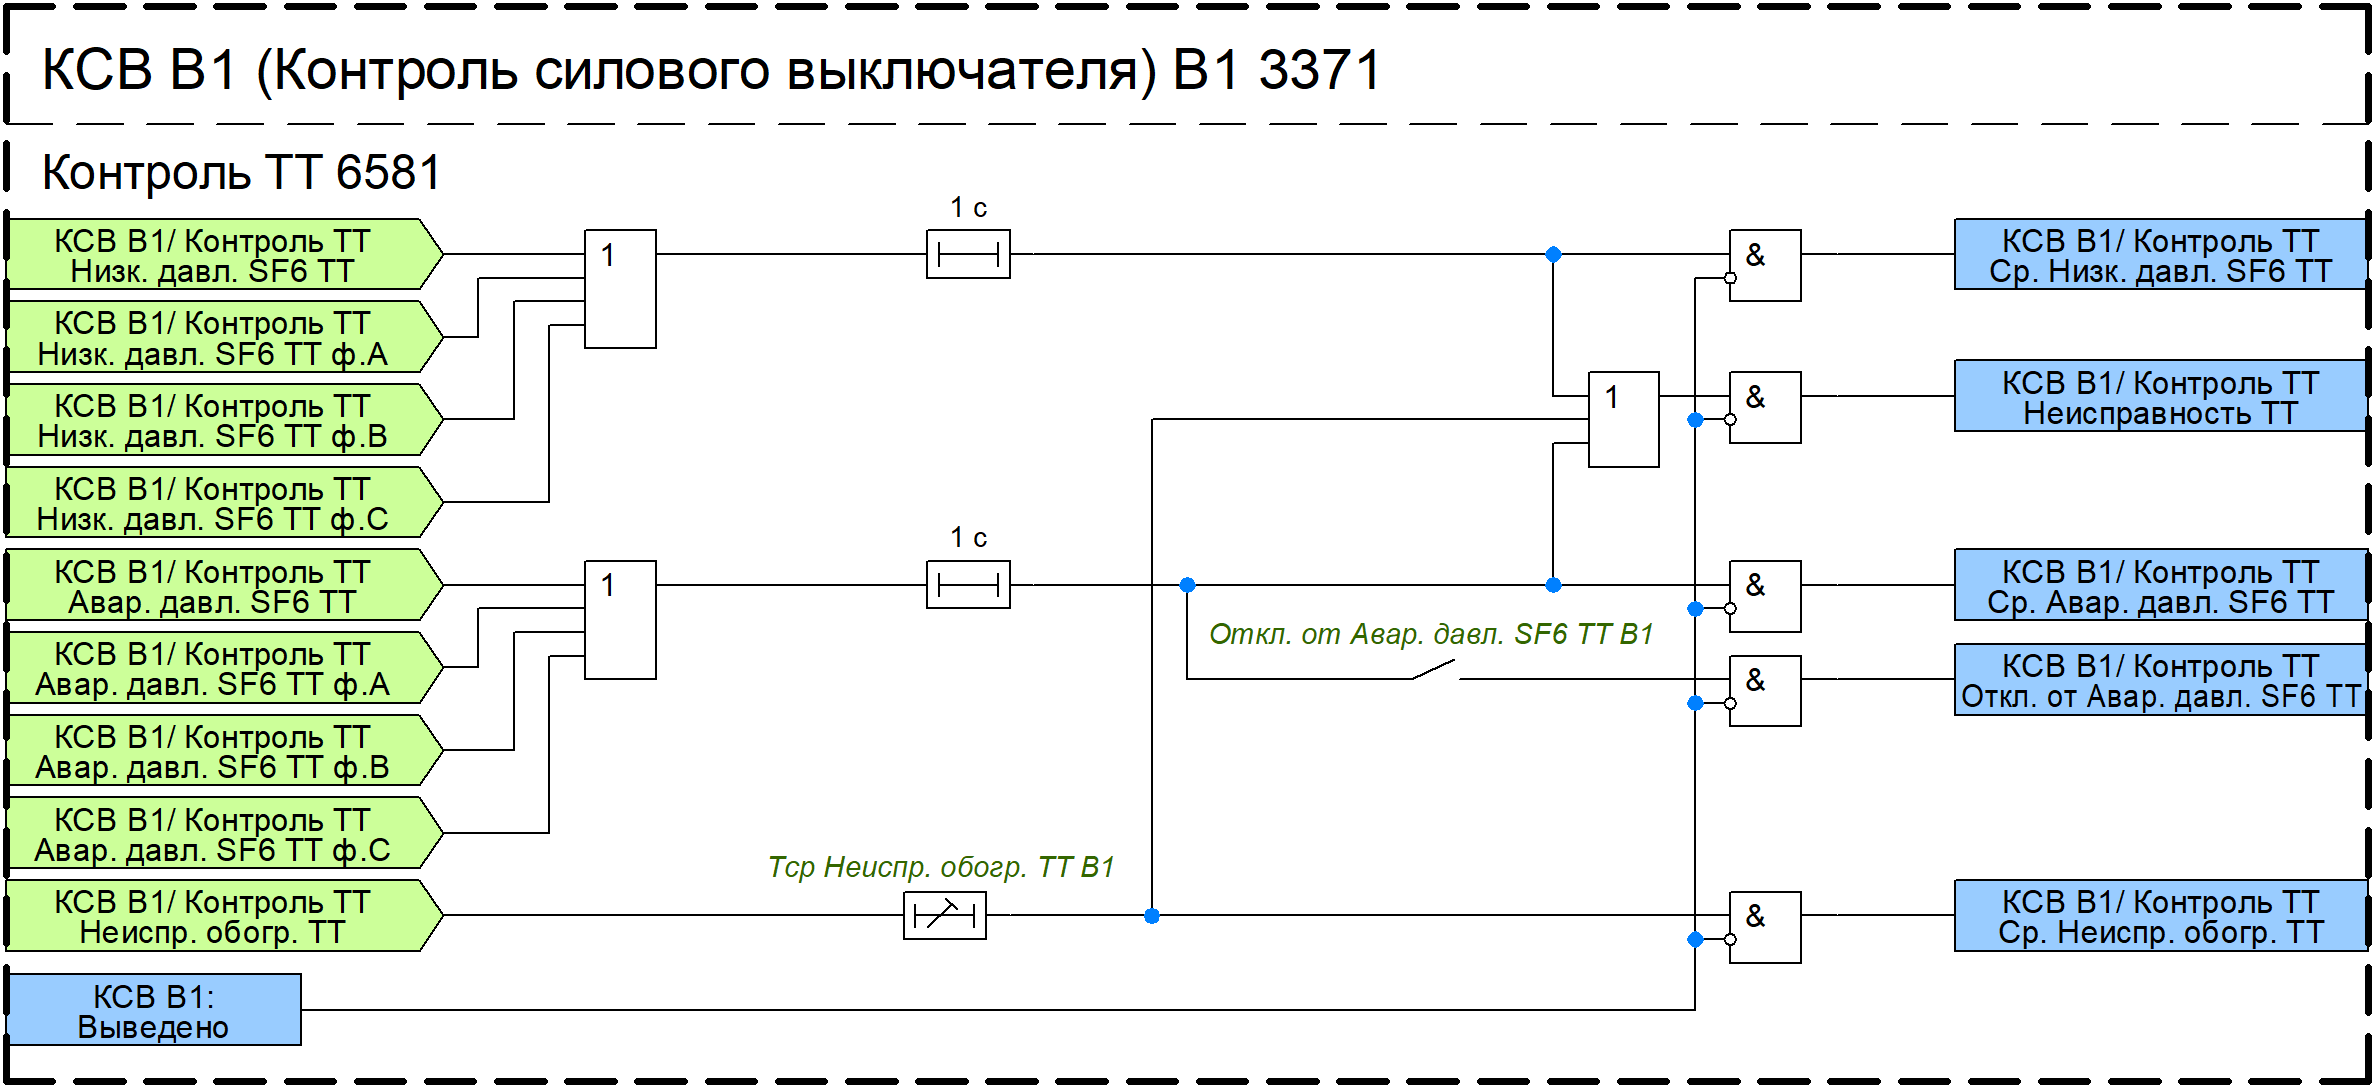 КСВ В1 (Контроль силового выключателя) В1 3371
Контроль ТТ 6581
КСВ В1/ Контроль ТТ
Низк. давл. SF6 ТТ
КСВ В1/ Контроль ТТ
Низк. давл. SF6 ТТ ф.А
КСВ В1/ Контроль ТТ
Низк. давл. SF6 ТТ ф.В
КСВ В1/ Контроль ТТ
Низк. давл. SF6 ТТ ф.С
КСВ В1/ Контроль ТТ
Авар. давл. SF6 ТТ
КСВ В1/ Контроль ТТ
Авар. давл. SF6 ТТ ф.А
КСВ В1/ Контроль ТТ
Авар. давл. SF6 ТТ ф.В
КСВ В1/ Контроль ТТ
Авар. давл. SF6 ТТ ф.С
КСВ В1/ Контроль ТТ
Неиспр. обогр. ТТ
КСВ В1:
Выведено
1
1
1 с
1 с
Тср Неиспр. обогр. ТТ В1
Откл. от Авар. давл. SF6 ТТ В1
1
&
&
&
&
&
КСВ В1/ Контроль ТТ
Ср. Низк. давл. SF6 ТТ
КСВ В1/ Контроль ТТ
Неисправность ТТ
КСВ В1/ Контроль ТТ
Ср. Авар. давл. SF6 ТТ
КСВ В1/ Контроль ТТ
Откл. от Авар. давл. SF6 ТТ
КСВ В1/ Контроль ТТ
Ср. Неиспр. обогр. ТТ